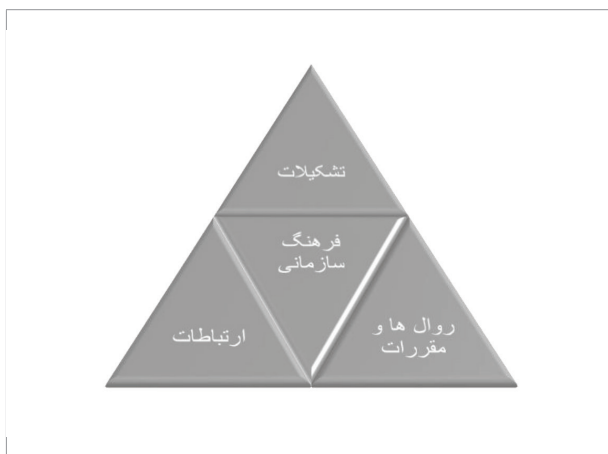 تشکیلات
فرهنگ
سازمانی
روال ها و
مقررات
ارتباطات